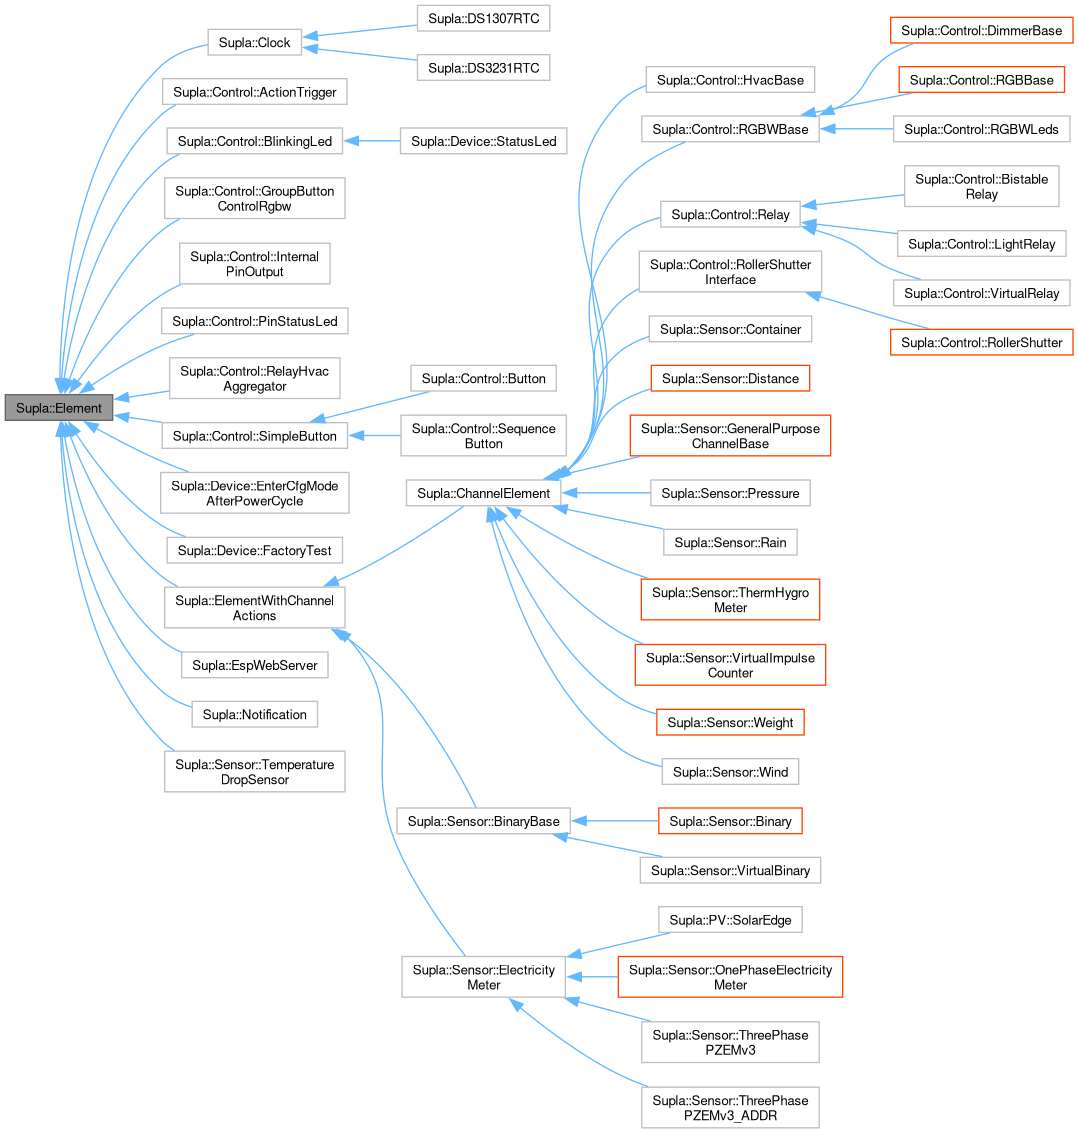 Supla::Element
Supla::Clock
Supla::Control::ActionTrigger
Supla::Control::BlinkingLed
Supla::Control::GroupButton
ControlRgbw
Supla::Control::Internal
PinOutput
Supla::Control::PinStatusLed
Supla::Control::RelayHvac
Aggregator
Supla::Control::SimpleButton
Supla::Device::EnterCfgMode
AfterPowerCycle
Supla::Device::FactoryTest
Supla::ElementWithChannel
Actions
Supla::EspWebServer
Supla::Notification
Supla::Sensor::Temperature
DropSensor
Supla::DS1307RTC
Supla::DS3231RTC
Supla::Device::StatusLed
Supla::Control::Button
Supla::Control::Sequence
Button
Supla::ChannelElement
Supla::Sensor::BinaryBase
Supla::Sensor::Electricity
Meter
Supla::Control::HvacBase
Supla::Control::RGBWBase
Supla::Control::Relay
Supla::Control::RollerShutter
Interface
Supla::Sensor::Container
Supla::Sensor::Distance
Supla::Sensor::GeneralPurpose
ChannelBase
Supla::Sensor::Pressure
Supla::Sensor::Rain
Supla::Sensor::ThermHygro
Meter
Supla::Sensor::VirtualImpulse
Counter
Supla::Sensor::Weight
Supla::Sensor::Wind
Supla::Sensor::Binary
Supla::Sensor::VirtualBinary
Supla::PV::SolarEdge
Supla::Sensor::OnePhaseElectricity
Meter
Supla::Sensor::ThreePhase
PZEMv3
Supla::Sensor::ThreePhase
PZEMv3_ADDR
Supla::Control::DimmerBase
Supla::Control::RGBBase
Supla::Control::RGBWLeds
Supla::Control::Bistable
Relay
Supla::Control::LightRelay
Supla::Control::VirtualRelay
Supla::Control::RollerShutter